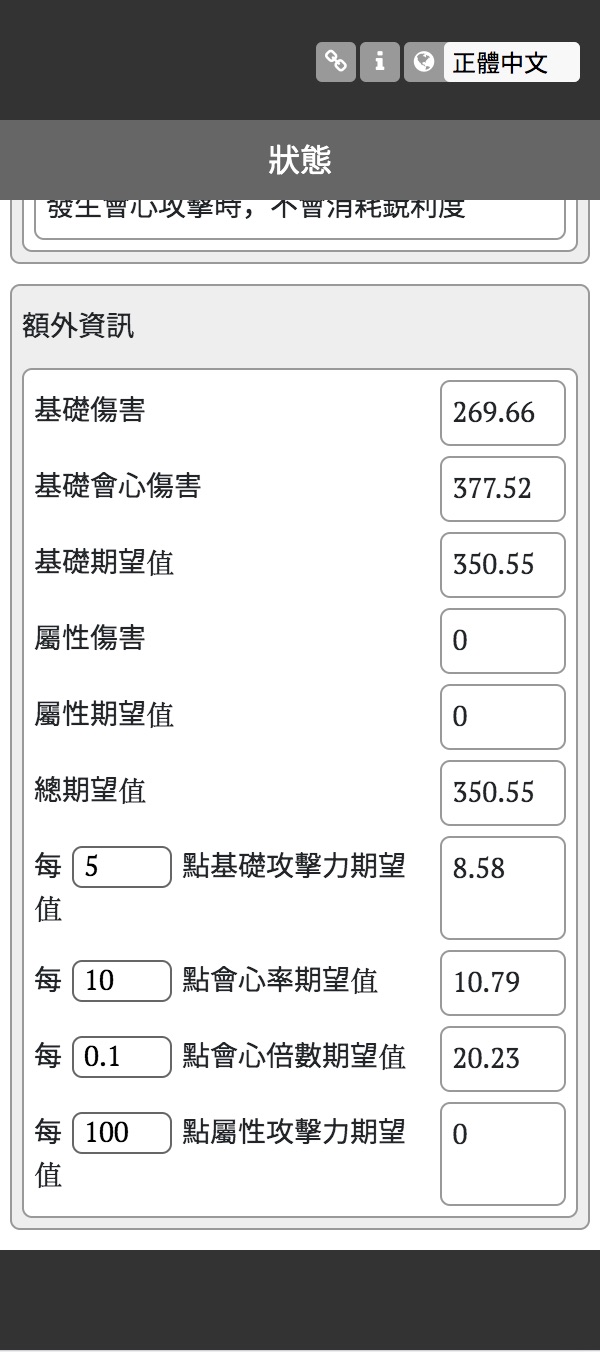 正體中文
狀態
發生會心攻擊時，不會消耗銳利度
額外資訊
基礎傷害 269.66
基礎會心傷害 377.52
基礎期望值 350.55
屬性傷害 0
屬性期望值 0
總期望值 350.55
每 5 點基礎攻擊力期望 8.58
值
每 10 點會心率期望值 10.79
每 0.1 點會心倍數期望值 20.23
每 100 點屬性攻擊力期望 0
值